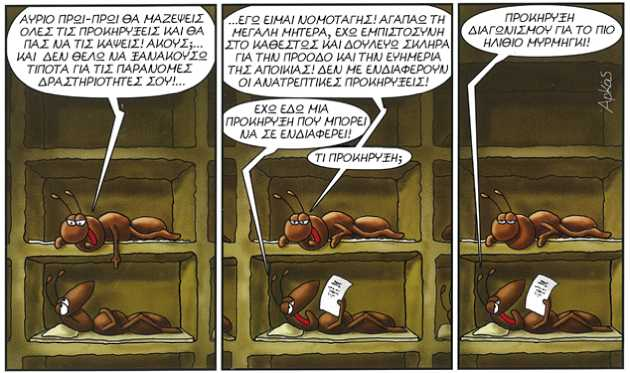 ΑΥΡΙΟ ΠΡΩΙ-ΠΡΩΙ ΘΑ ΜΑΖΕΨΕΙΣ
ΟΛΕΣ ΤΙΣ ΠΡΟΚΗΡΥΞΕΙΣ ΚΑΙ ΘΑ
ΠΑΣ ΝΑ ΤΙΣ ΚΑΨΕΙΣ! ΑΚΟΥΣ;...
ΚΑΙ ΔΕΝ ΘΕΛΩ ΝΑ ΞΑΝΑΚΟΥΣΩ
ΤΙΠΟΤΑ ΓΙΑ ΤΙΣ ΠΑΡΑΝΟΜΕΣ
ΔΡΑΣΤΗΡΙΟΤΗΤΕΣ ΣΟΥ!...
...ΕΓΩ ΕΙΜΑΙ ΝΟΜΟΤΑΓΗΣ! ΑΓΑΠΑΩ ΤΗ
ΜΕΓΑΛΗ ΜΗΤΕΡΑ, ΕΧΩ ΕΜΠΙΣΤΟΣΥΝΗ
ΣΤΟ ΚΑΘΕΣΤΩΣ ΚΑΙ ΔΟΥΛΕΥΩ ΣΚΛΗΡΑ
ΓΙΑ ΤΗΝ ΠΡΟΟΔΟ ΚΑΙ ΤΗΝ ΕΥΗΜΕΡΙΑ
ΤΗΣ ΑΠΟΙΚΙΑΣ! ΔΕΝ ΜΕ ΕΝΔΙΑΦΕΡΟΥΝ
ΟΙ ΑΝΑΤΡΕΠΤΙΚΕΣ ΠΡΟΚΗΡΥΞΕΙΣ!
ΕΧΩ ΕΔΩ ΜΙΑ
ΠΡΟΚΗΡΥΞΗ ΠΟΥ ΜΠΟΡΕΙ
ΝΑ ΣΕ ΕΝΔΙΑΦΕΡΕΙ!
ΤΙ ΠΡΟΚΗΡΥΞΗ;
ΠΡΟΚΗΡΥΞΗ
ΔΙΑΓΩΝΙΣΜΟΥ ΓΙΑ ΤΟ ΠΙΟ
ΗΛΙΘΙΟ ΜΥΡΜΗΓΚΙ!
Αρκάς